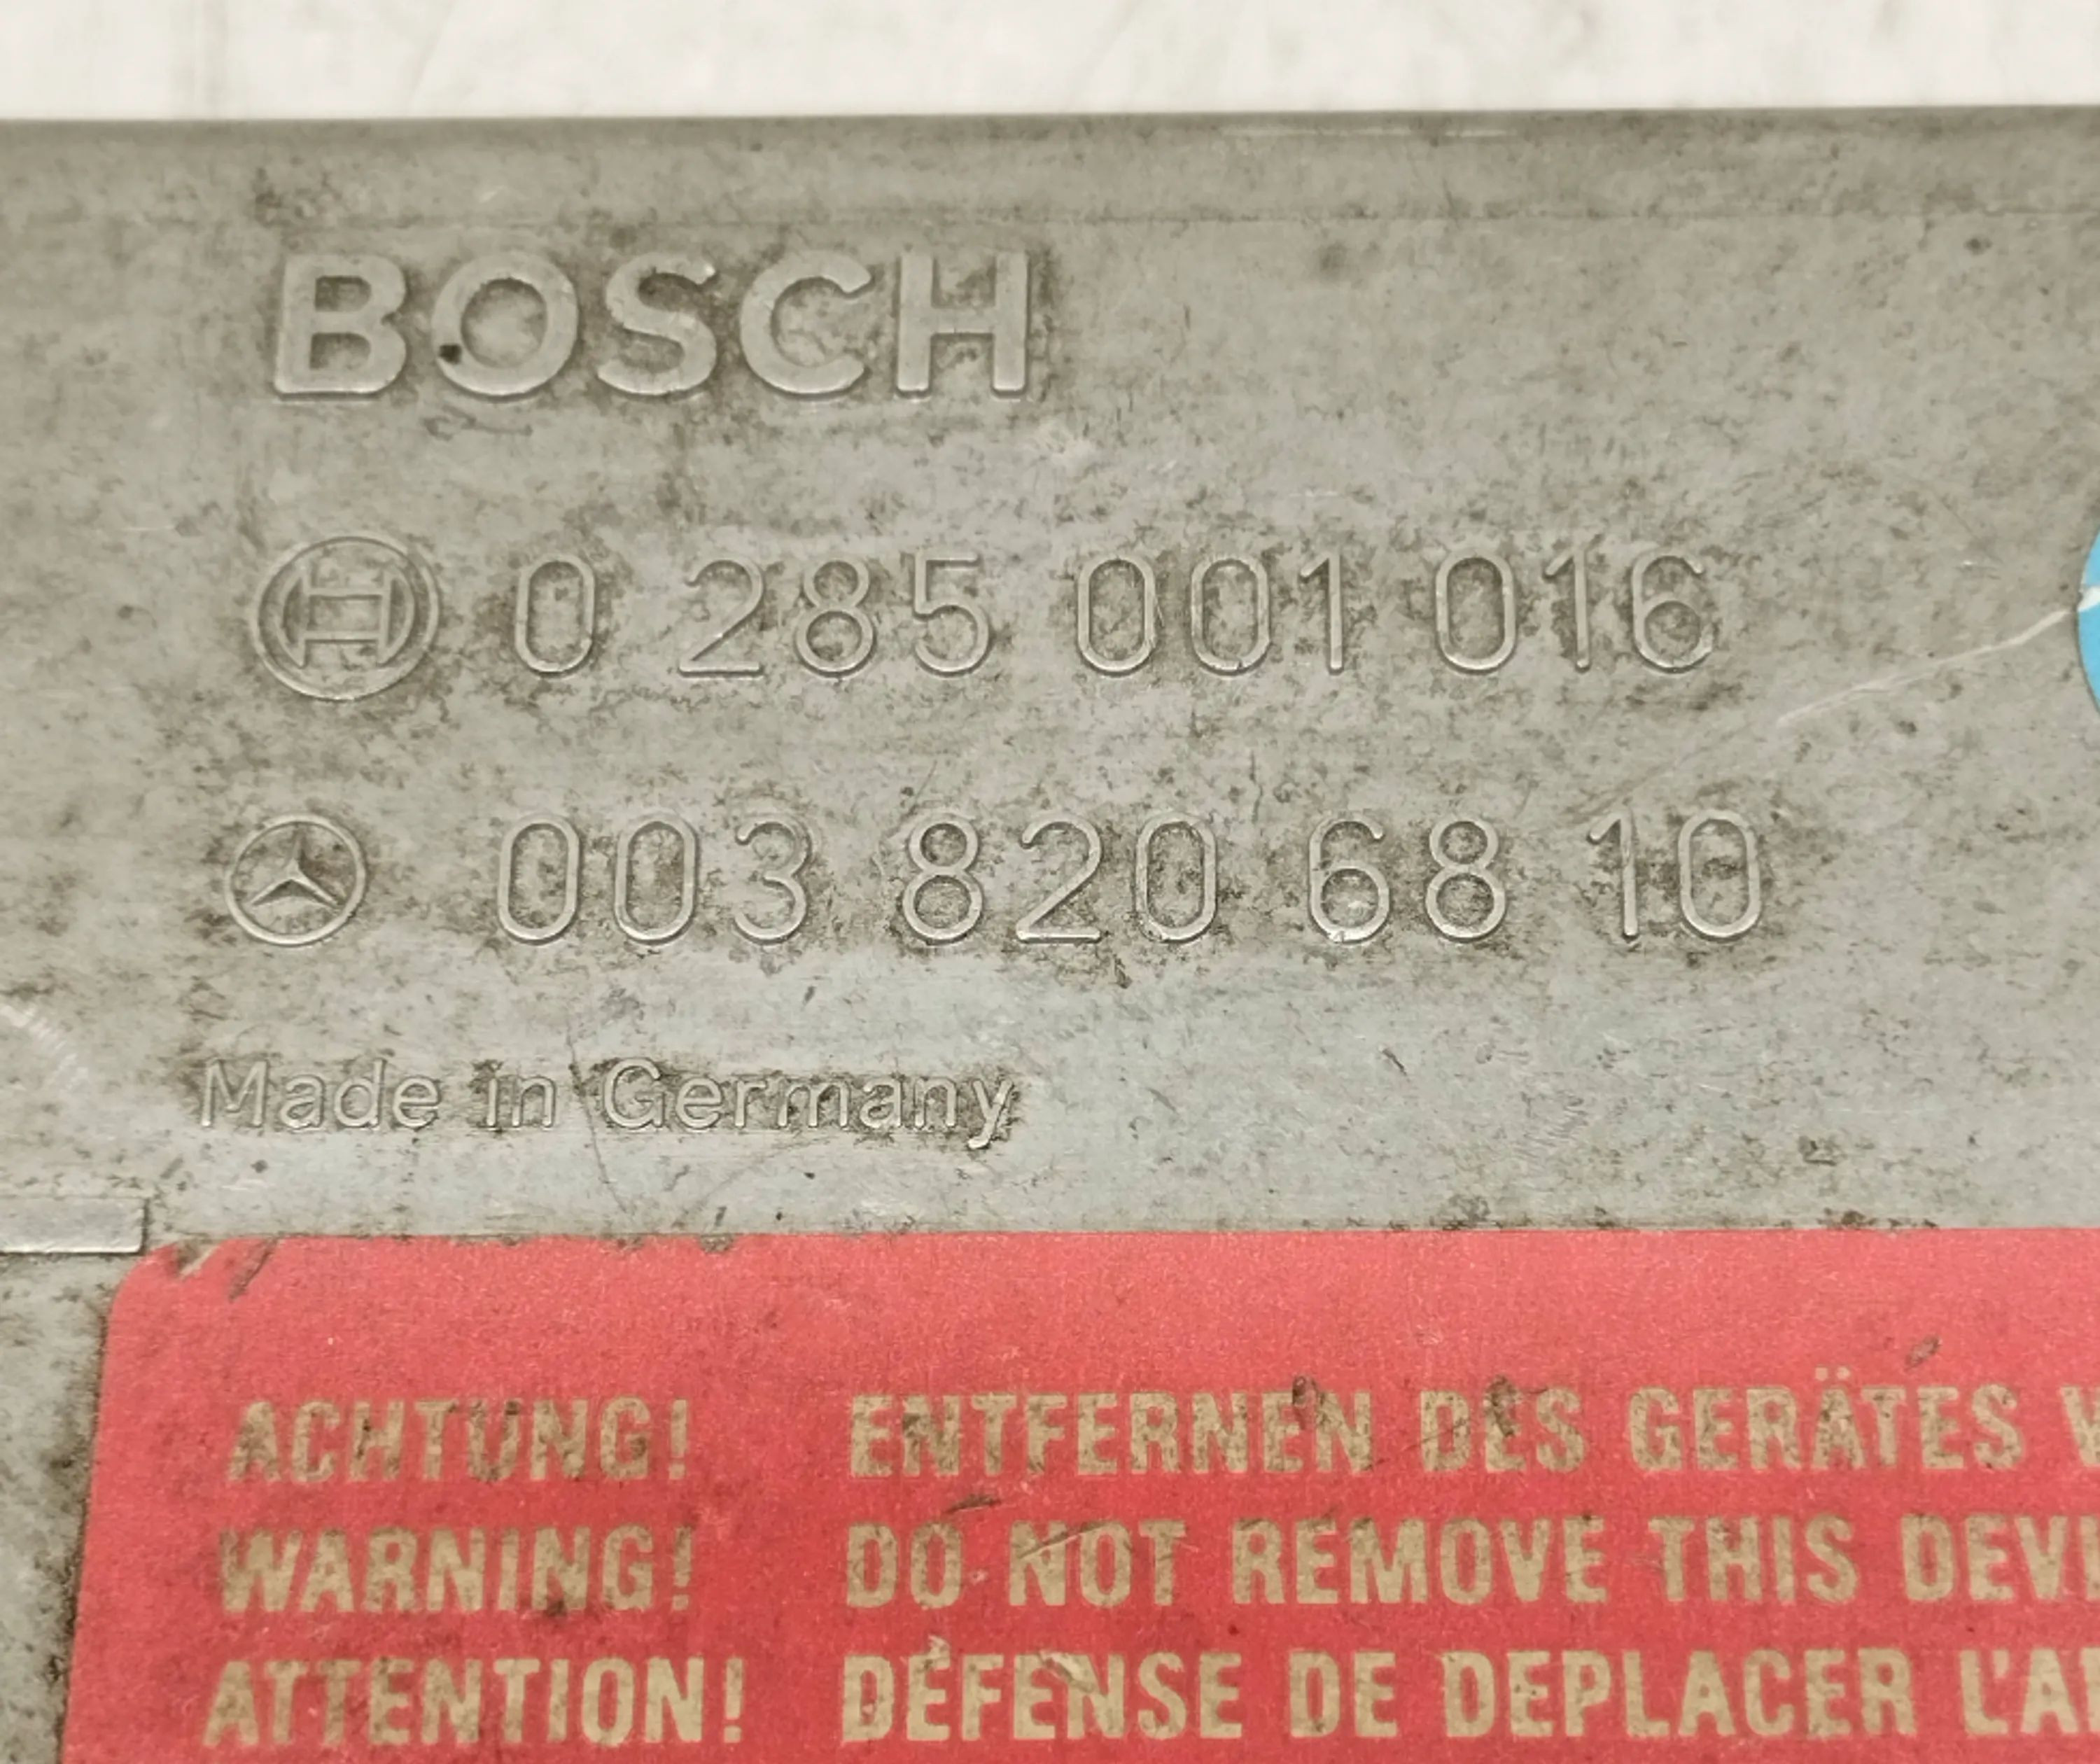 BOSCH
0 285 001 016
003 820 68 10
Made in Germany
ACHTUNG! ENTFERNEN DES GERÄTES
WARNING! DO NOT REMOVE THIS DEVI
ATTENTION! DÉFENSE DE DEPLACER L'A